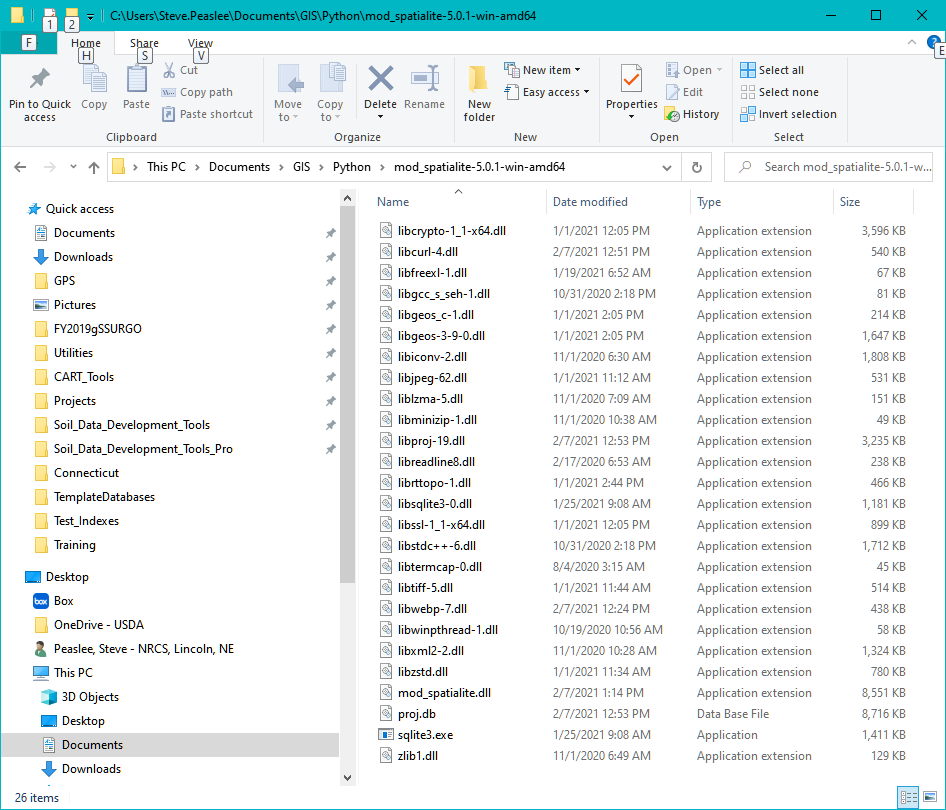 1
2
C:\Users\Steve.Peaslee\Documents\GIS\Python\mod_spatialite-5.0.1-win-amd64
F
Home
Share
View
H
S
V
E
Pin to Quick access
Copy
Paste
Cut
Copy path
Paste shortcut
Clipboard
Move to
Copy to
Delete
Rename
Organize
New folder
New item
Easy access
New
Properties
Open
Edit
History
Open
Select all
Select none
Invert selection
Select
This PC > Documents > GIS > Python > mod_spatialite-5.0.1-win-amd64
Search mod_spatialite-5.0.1-w...
Quick access
Documents
Downloads
GPS
Pictures
FY2019gSSURGO
Utilities
CART_Tools
Projects
Soil_Data_Development_Tools
Soil_Data_Development_Tools_Pro
Connecticut
TemplateDatabases
Test_Indexes
Training
Desktop
box Box
OneDrive - USDA
Peaslee, Steve - NRCS, Lincoln, NE
This PC
3D Objects
Desktop
Documents
Downloads
Name Date modified Type Size
libcrypto-1_1-x64.dll 1/1/2021 12:05 PM Application extension 3,596 KB
libcurl-4.dll 2/7/2021 12:51 PM Application extension 540 KB
libfreexl-1.dll 1/19/2021 6:52 AM Application extension 67 KB
libgcc_s_seh-1.dll 10/31/2020 2:18 PM Application extension 81 KB
libgeos_c-1.dll 1/1/2021 2:05 PM Application extension 214 KB
libgeos-3-9-0.dll 1/1/2021 2:05 PM Application extension 1,647 KB
libiconv-2.dll 11/1/2020 6:30 AM Application extension 1,808 KB
libjpeg-62.dll 1/1/2021 11:12 AM Application extension 531 KB
liblzma-5.dll 11/1/2020 7:09 AM Application extension 151 KB
libminizip-1.dll 11/1/2020 10:38 AM Application extension 49 KB
libproj-19.dll 2/7/2021 12:53 PM Application extension 3,235 KB
libreadline8.dll 2/17/2020 6:53 AM Application extension 238 KB
librttopo-1.dll 1/1/2021 2:44 PM Application extension 466 KB
libsqlite3-0.dll 1/25/2021 9:08 AM Application extension 1,181 KB
libssl-1_1-x64.dll 1/1/2021 12:05 PM Application extension 899 KB
libstdc++-6.dll 10/31/2020 2:18 PM Application extension 1,712 KB
libtermcap-0.dll 8/4/2020 3:15 AM Application extension 45 KB
libtiff-5.dll 1/1/2021 11:44 AM Application extension 514 KB
libwebp-7.dll 2/7/2021 12:24 PM Application extension 438 KB
libwinpthread-1.dll 10/19/2020 10:56 AM Application extension 58 KB
libxml2-2.dll 11/1/2020 10:28 AM Application extension 1,324 KB
libzstd.dll 1/1/2021 11:34 AM Application extension 780 KB
mod_spatialite.dll 2/7/2021 1:14 PM Application extension 8,551 KB
proj.db 2/7/2021 12:53 PM Data Base File 8,716 KB
sqlite3.exe 1/25/2021 9:08 AM Application 1,411 KB
zlib1.dll 11/1/2020 6:49 AM Application extension 129 KB
26 items